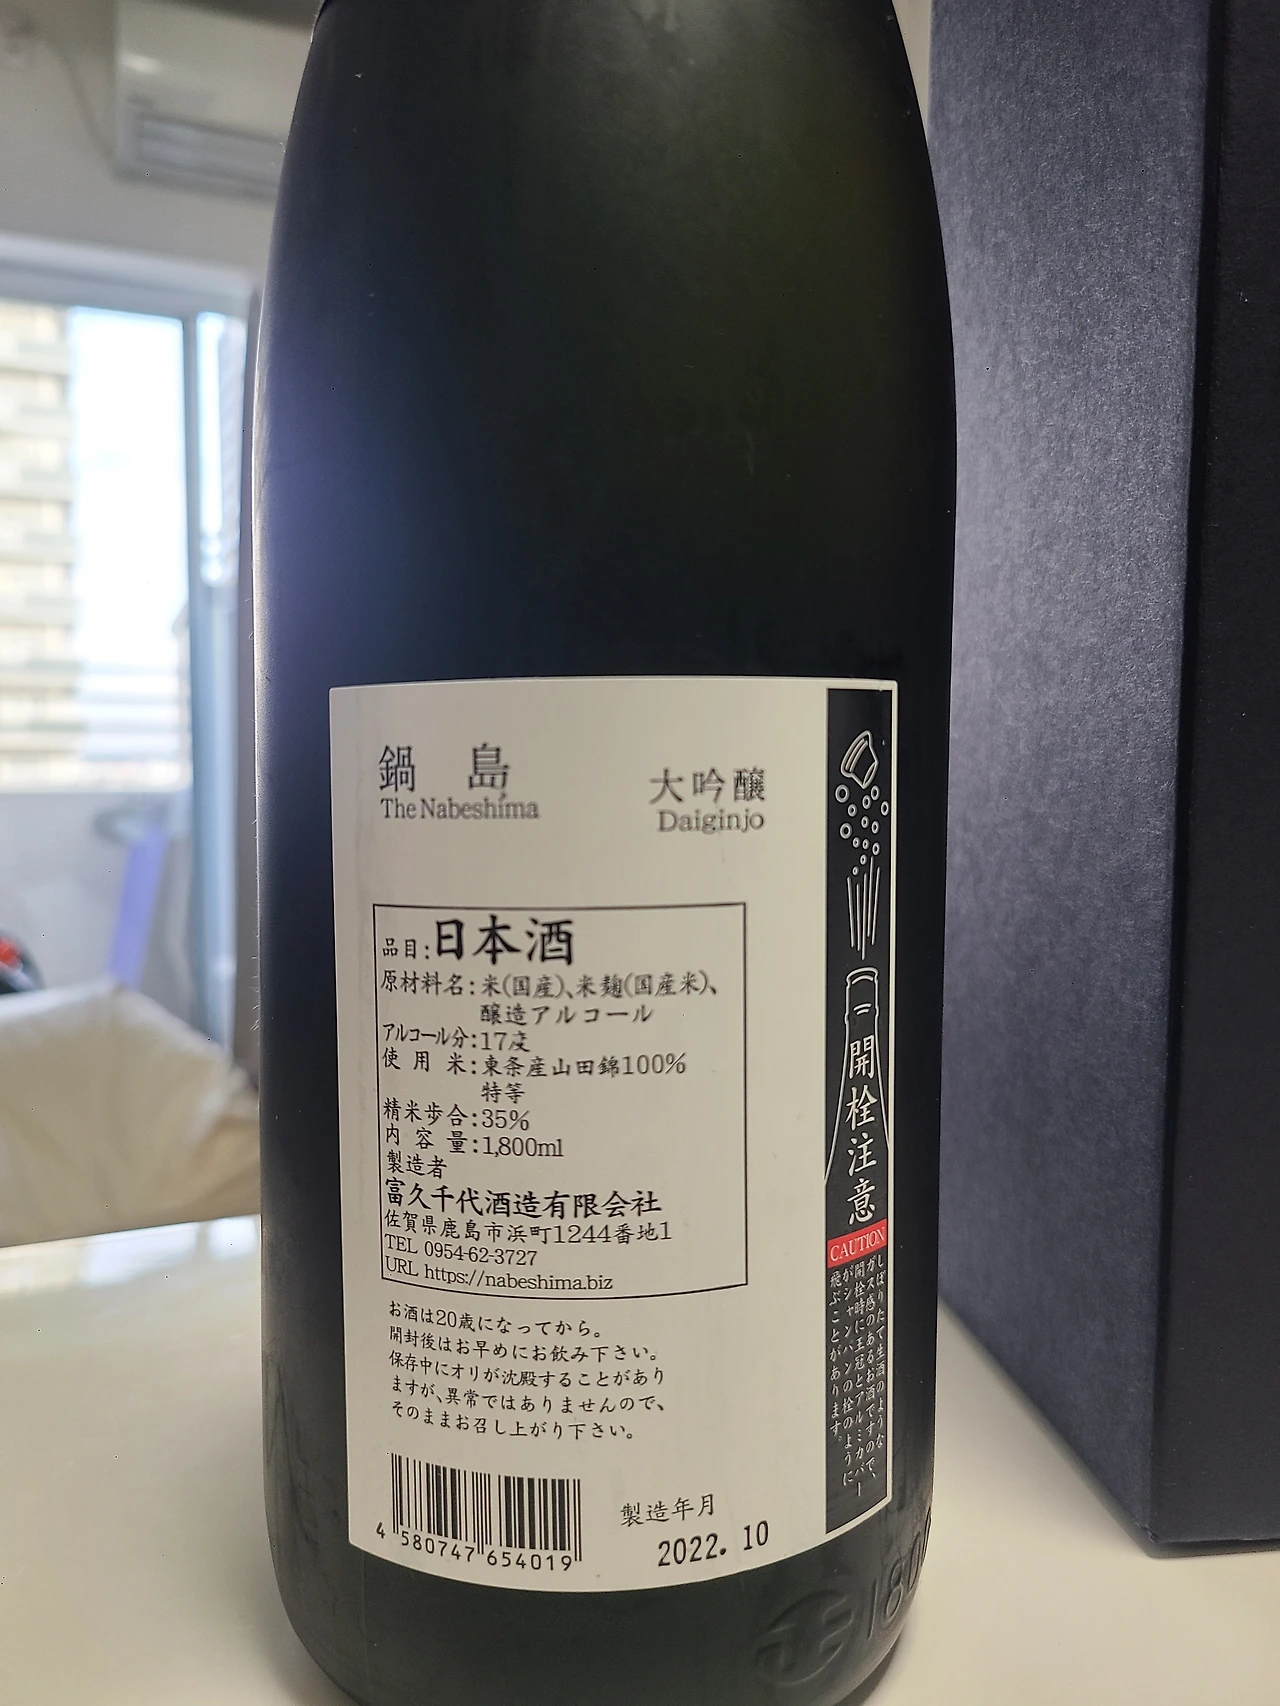 鍋島
The Nabeshima
大吟醸
Daiginjo
品目:日本酒
原材料名:米(国産)、米麹(国産米)、
醸造アルコール
アルコール分:17度
使用米:東条産山田錦100%
特等
精米歩合:35%
内容量:1,800ml
製造者
富久千代酒造有限会社
佐賀県鹿島市浜町1244番地1
TEL 0954-62-3727
URL https://nabeshima.biz
お酒は20歳になってから。
開封後はお早めにお飲み下さい。
保存中にオリが沈殿することがあり
ますが、異常ではありませんので、
そのままお召し上がり下さい。
4 580747 654019
製造年月
2022. 10
開栓注意
CAUTION
しぼりたて生酒のような
ガス感のあるお酒ですので、
開栓時に王冠とアルミカバー
がシャンパンの栓のように
飛ぶことがあります。